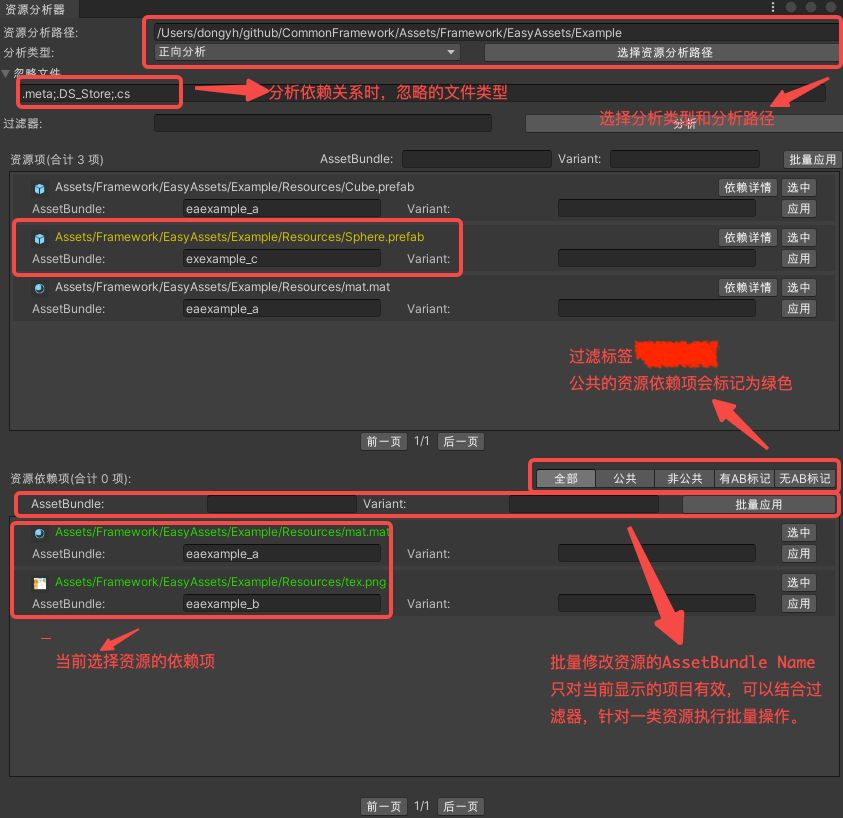 资源分析器
资源分析路径: /Users/dongyh/github/CommonFramework/Assets/Framework/EasyAssets/Example
分析类型: 正向分析 选择资源分析路径
忽略文件
.meta;.DS_Store;.cs 分析依赖关系时，忽略的文件类型
过滤器: 分析
选择分析类型和分析路径
资源项(合计 3 项) AssetBundle: Variant: 批量应用
Assets/Framework/EasyAssets/Example/Resources/Cube.prefab 依赖详情 选中
AssetBundle: eaexample_a Variant: 应用
Assets/Framework/EasyAssets/Example/Resources/Sphere.prefab 依赖详情 选中
AssetBundle: exexample_c Variant: 应用
Assets/Framework/EasyAssets/Example/Resources/mat.mat 依赖详情 选中
AssetBundle: eaexample_a Variant: 应用
过滤标签
公共的资源依赖项会标记为绿色
前一页 1/1 后一页
资源依赖项(合计 0 项): 全部 公共 非公共 有AB标记 无AB标记
AssetBundle: Variant: 批量应用
Assets/Framework/EasyAssets/Example/Resources/mat.mat 选中
AssetBundle: eaexample_a Variant: 应用
Assets/Framework/EasyAssets/Example/Resources/tex.png 选中
AssetBundle: eaexample_b Variant: 应用
当前选择资源的依赖项
批量修改资源的AssetBundle Name
只对当前显示的项目有效，可以结合过
滤器，针对一类资源执行批量操作。
前一页 1/1 后一页